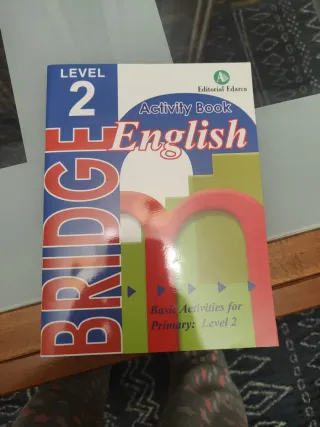 LEVEL
2
Editorial Edarca
Activity Book
English
BRIDGE
Basic Activities for
Primary: Level 2